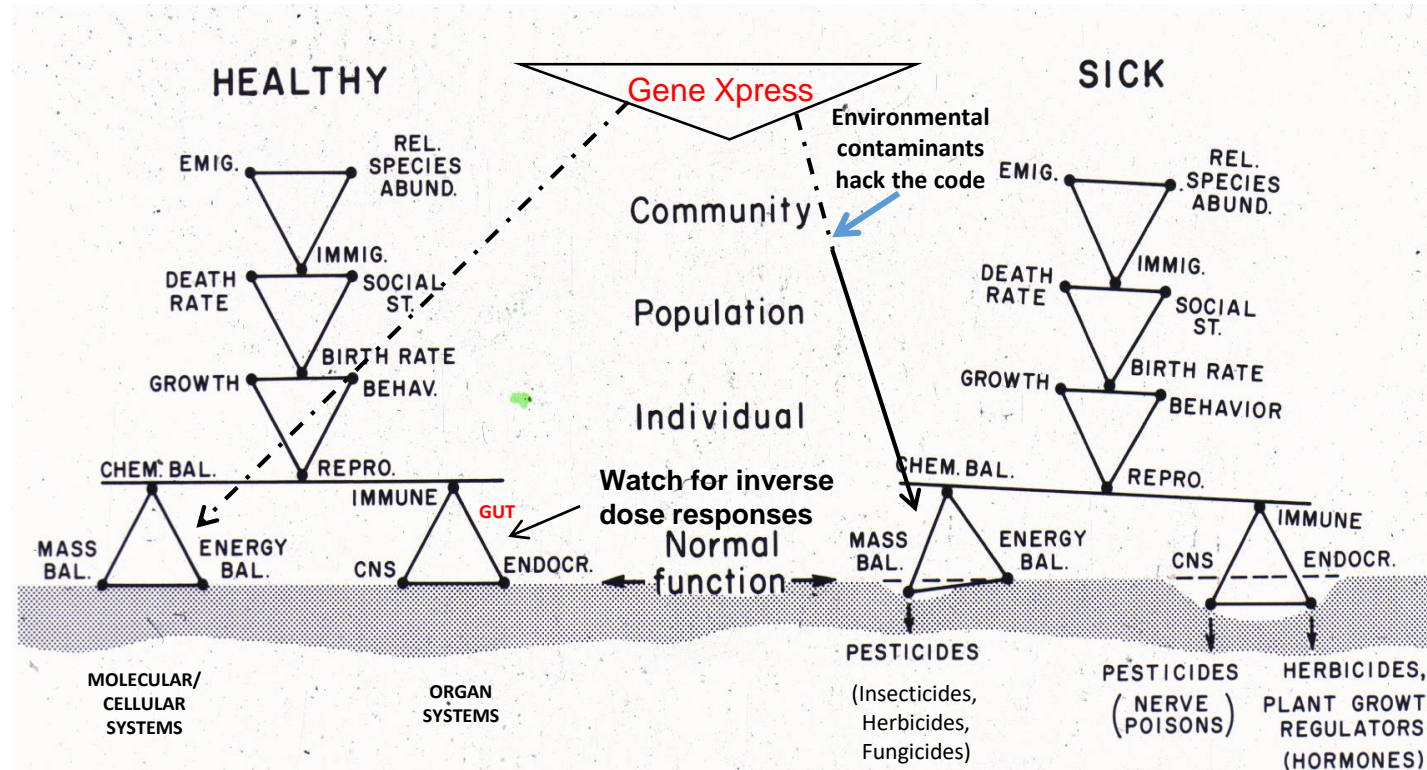 HEALTHY
Gene Xpress
SICK
Environmental
contaminants
hack the code
EMIG.
REL.
SPECIES
ABUND.
IMMIG.
DEATH
RATE
SOCIAL
ST.
BIRTH RATE
GROWTH
BEHAV.
CHEM. BAL.
REPRO.
IMMUNE
GUT
MASS
BAL.
ENERGY
BAL.
CNS
ENDOCR.
MOLECULAR/
CELLULAR
SYSTEMS
ORGAN
SYSTEMS
Community
Population
Individual
Watch for inverse
dose responses
Normal
function
EMIG.
REL.
SPECIES
ABUND.
IMMIG.
DEATH
RATE
SOCIAL
ST.
BIRTH RATE
GROWTH
BEHAVIOR
CHEM. BAL.
REPRO.
IMMUNE
MASS
BAL.
ENERGY
BAL.
CNS
ENDOCR.
PESTICIDES
(Insecticides,
Herbicides,
Fungicides)
PESTICIDES
(NERVE
POISONS)
HERBICIDES,
PLANT GROWT
REGULATORS
(HORMONES)